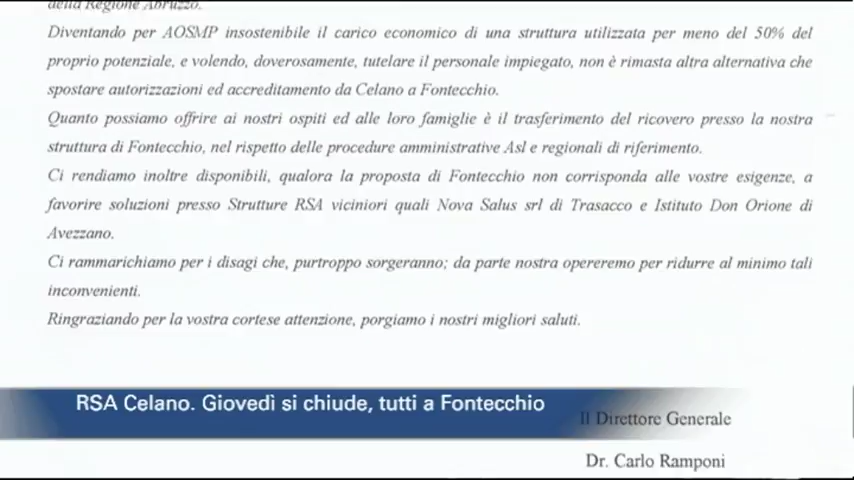 della Regione Abruzzo.
Diventando per AOSMP insostenibile il carico economico di una struttura utilizzata per meno del 50% del
proprio potenziale, e volendo, doverosamente, tutelare il personale impiegato, non è rimasta altra alternativa che
spostare autorizzazioni ed accreditamento da Celano a Fontecchio.
Quanto possiamo offrire ai nostri ospiti ed alle loro famiglie è il trasferimento del ricovero presso la nostra
struttura di Fontecchio, nel rispetto delle procedure amministrative Asl e regionali di riferimento.
Ci rendiamo inoltre disponibili, qualora la proposta di Fontecchio non corrisponda alle vostre esigenze, a
favorire soluzioni presso Strutture RSA viciniori quali Nova Salus srl di Trasacco e Istituto Don Orione di
Avezzano.
Ci rammarichiamo per i disagi che, purtroppo sorgeranno; da parte nostra opereremo per ridurre al minimo tali
inconvenienti.
Ringraziando per la vostra cortese attenzione, porgiamo i nostri migliori saluti.
RSA Celano. Giovedì si chiude, tutti a Fontecchio
Il Direttore Generale
Dr. Carlo Ramponi